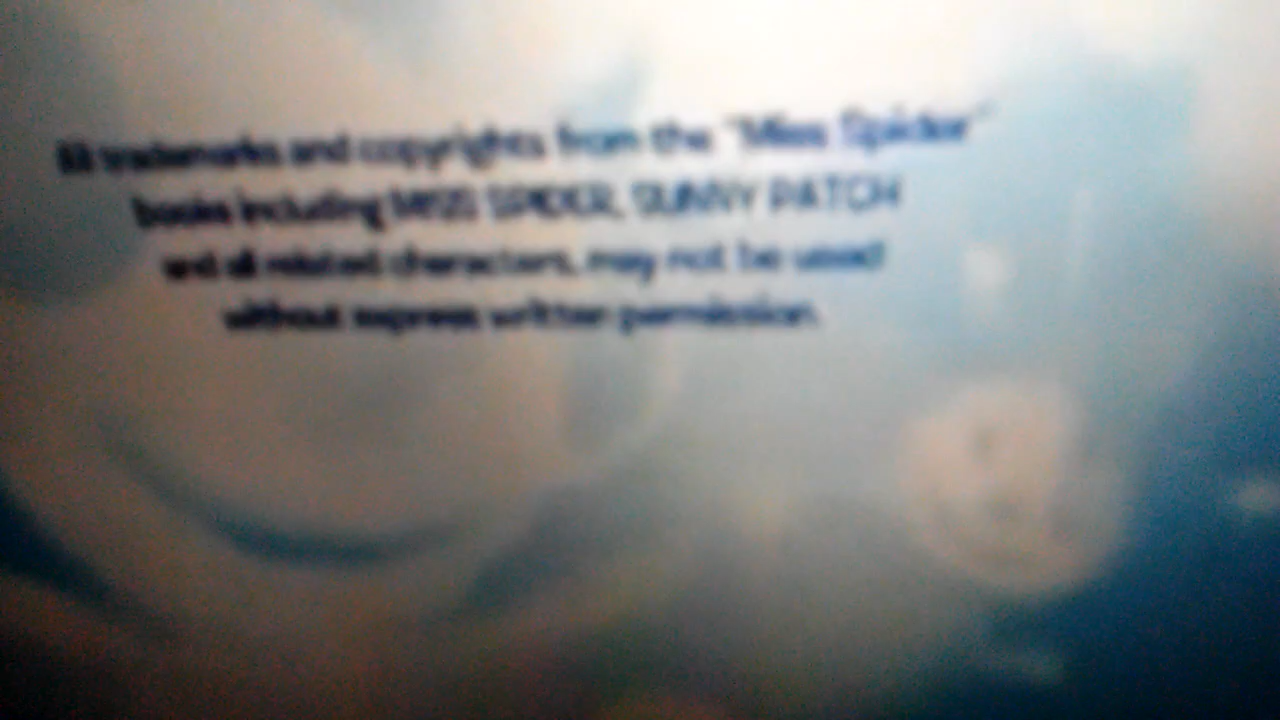 All trademarks and copyrights from the "Miss Spider"
books including MISS SPIDER, SUNNY PATCH
and all related characters, may not be used
without express written permission.